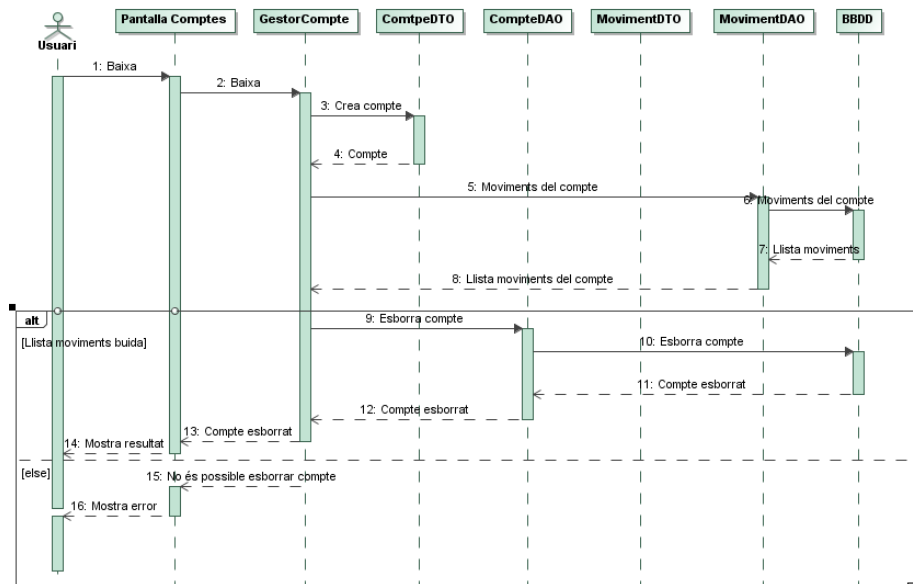 Usuari
Pantalla Comptes
GestorCompte
ComtpeDTO
CompteDAO
MovimentDTO
MovimentDAO
BBDD
1: Baixa
2: Baixa
3: Crea compte
4: Compte
5: Moviments del compte
6: Moviments del compte
7: Llista moviments
8: Llista moviments del compte
alt
[Llista moviments buida]
9: Esborra compte
10: Esborra compte
11: Compte esborrat
12: Compte esborrat
13: Compte esborrat
14: Mostra resultat
[else]
15: No és possible esborrar compte
16: Mostra error